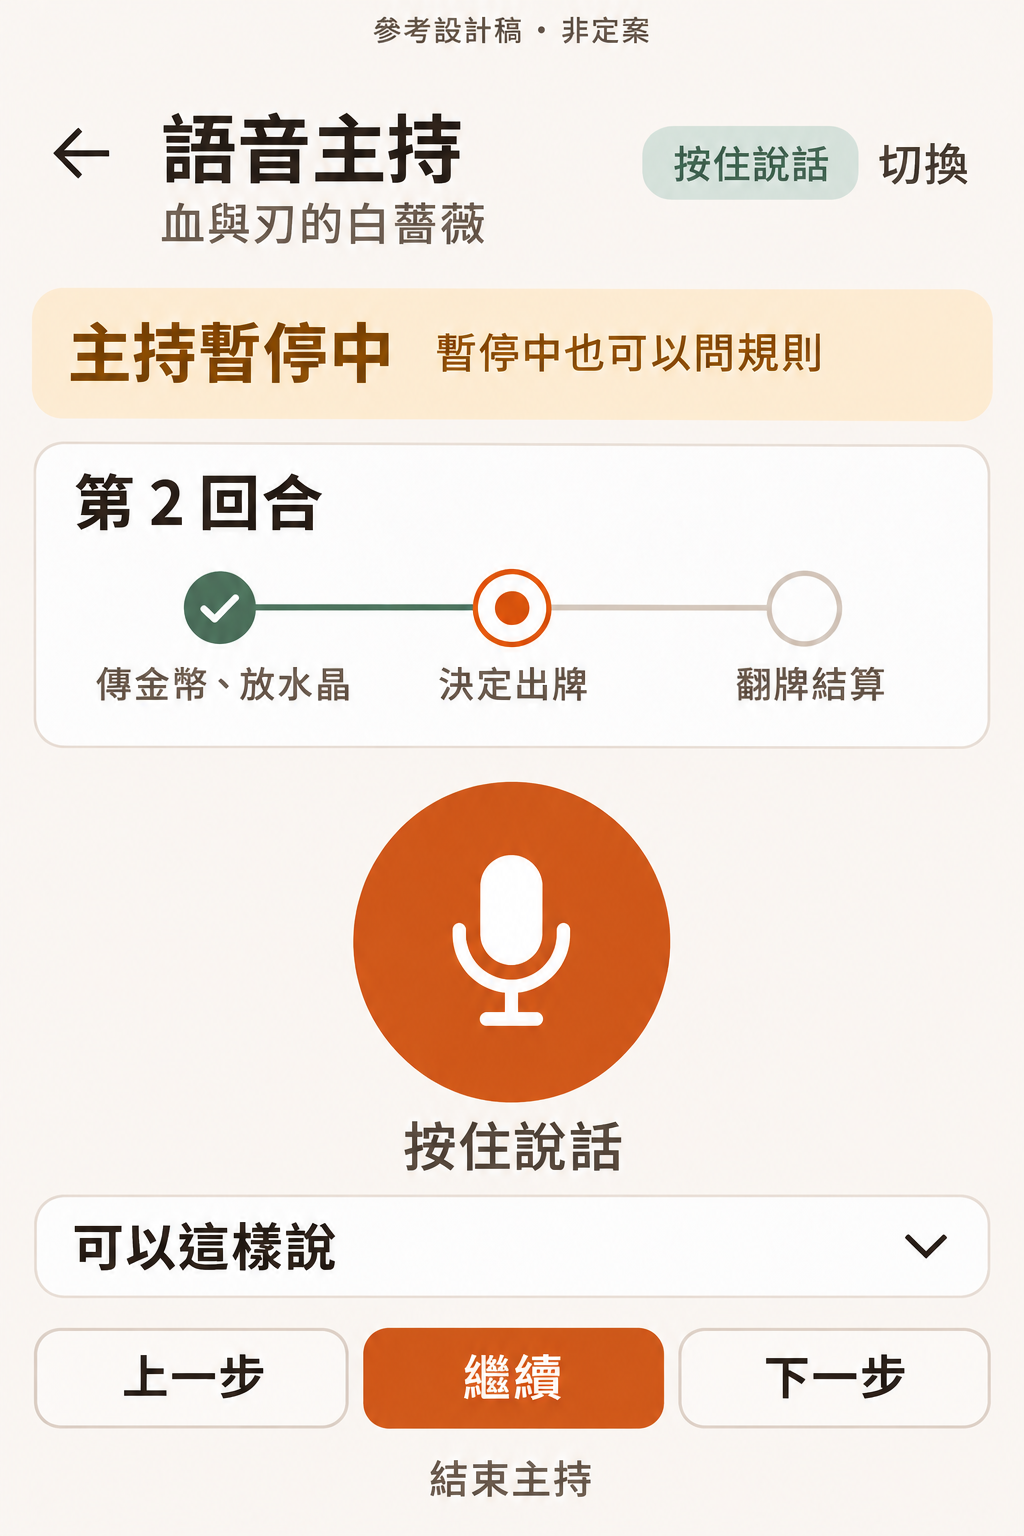 參考設計稿・非定案
語音主持
血與刃的白薔薇
按住說話 切換
主持暫停中 暫停中也可以問規則
第 2 回合
傳金幣、放水晶 決定出牌 翻牌結算
按住說話
可以這樣說
上一步 繼續 下一步
結束主持